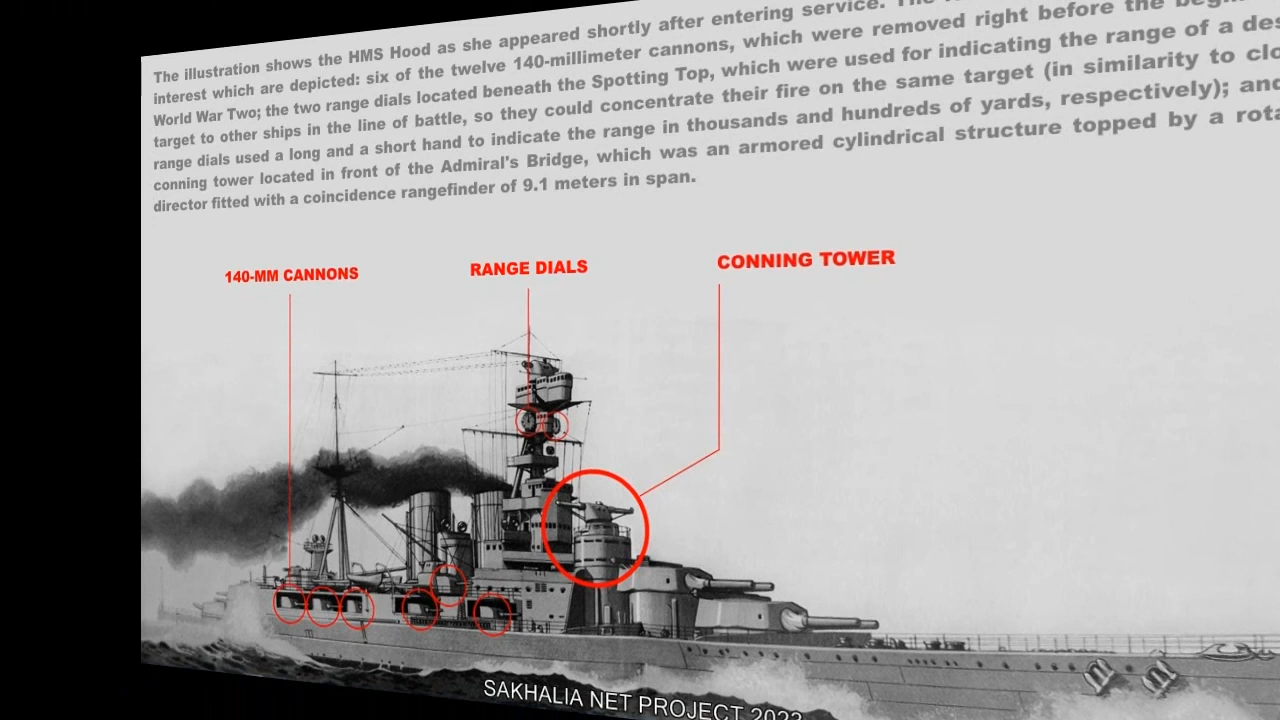 The illustration shows the HMS Hood as she appeared shortly after entering service. The
interest which are depicted: six of the twelve 140-millimeter cannons, which were removed right before the
World War Two; the two range dials located beneath the Spotting Top, which were used for indicating the range of a
target to other ships in the line of battle, so they could concentrate their fire on the same target (in similarity to
range dials used a long and a short hand to indicate the range in thousands and hundreds of yards, respectively); and
conning tower located in front of the Admiral's Bridge, which was an armored cylindrical structure topped by a
director fitted with a coincidence rangefinder of 9.1 meters in span.
140-MM CANNONS
RANGE DIALS
CONNING TOWER
SAKHALIA NET PROJECT